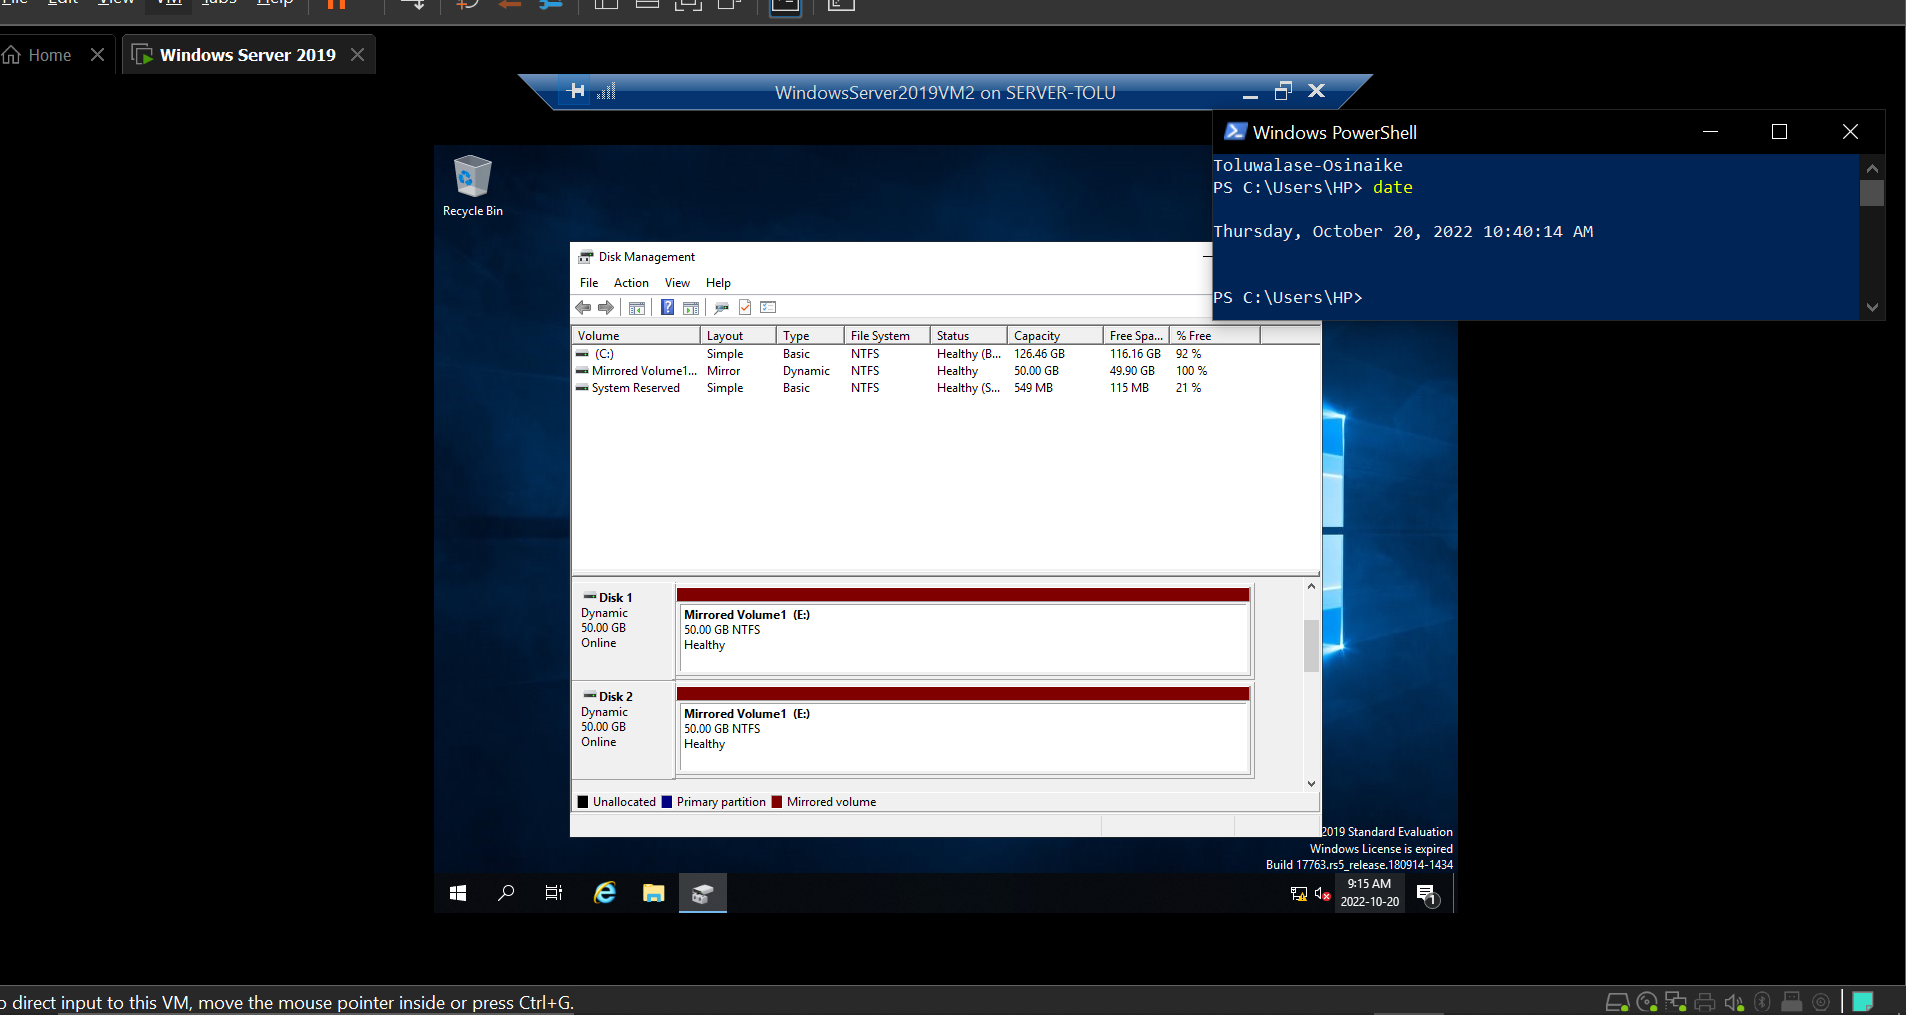 File Edit View VM Tabs Help
Home
Windows Server 2019
WindowsServer2019VM2 on SERVER-TOLU
Windows PowerShell
Toluwalase-Osinaike
PS C:\Users\HP> date
Thursday, October 20, 2022 10:40:14 AM
PS C:\Users\HP>
Recycle Bin
Disk Management
File Action View Help
Volume Layout Type File System Status Capacity Free Spa... % Free
(C:) Simple Basic NTFS Healthy (B... 126.46 GB 116.16 GB 92 %
Mirrored Volume1... Mirror Dynamic NTFS Healthy 50.00 GB 49.90 GB 100 %
System Reserved Simple Basic NTFS Healthy (S... 549 MB 115 MB 21 %
Disk 1
Dynamic
50.00 GB
Online
Mirrored Volume1 (E:)
50.00 GB NTFS
Healthy
Disk 2
Dynamic
50.00 GB
Online
Mirrored Volume1 (E:)
50.00 GB NTFS
Healthy
Unallocated Primary partition Mirrored volume
2019 Standard Evaluation
Windows License is expired
Build 17763.rs5_release.180914-1434
9:15 AM
2022-10-20
1
o direct input to this VM, move the mouse pointer inside or press Ctrl+G.